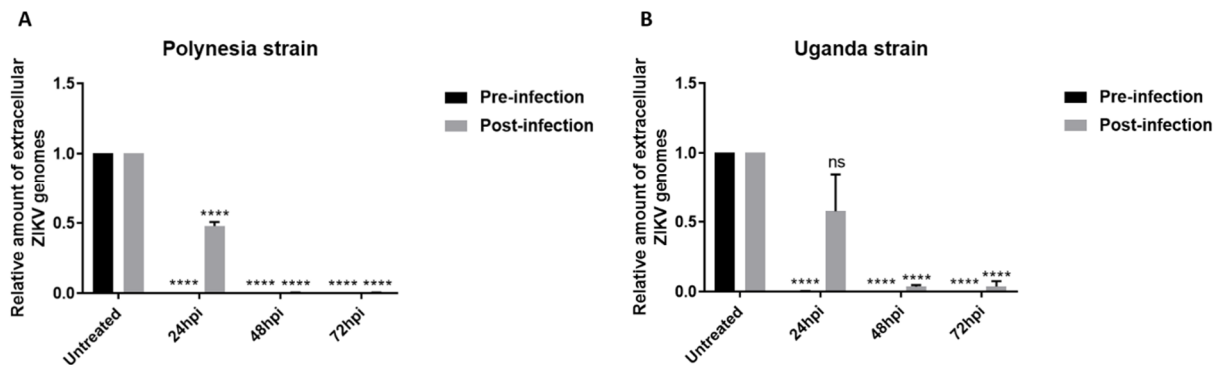 A
Polynesia strain
Relative amount of extracellular
ZIKV genomes
1.5
1.0
0.5
0.0
**** **** **** **** ****
Untreated
24hpi
48hpi
72hpi
Pre-infection
Post-infection
B
Uganda strain
Relative amount of extracellular
ZIKV genomes
1.5
1.0
0.5
0.0
ns
**** **** **** **** ****
Untreated
24hpi
48hpi
72hpi
Pre-infection
Post-infection